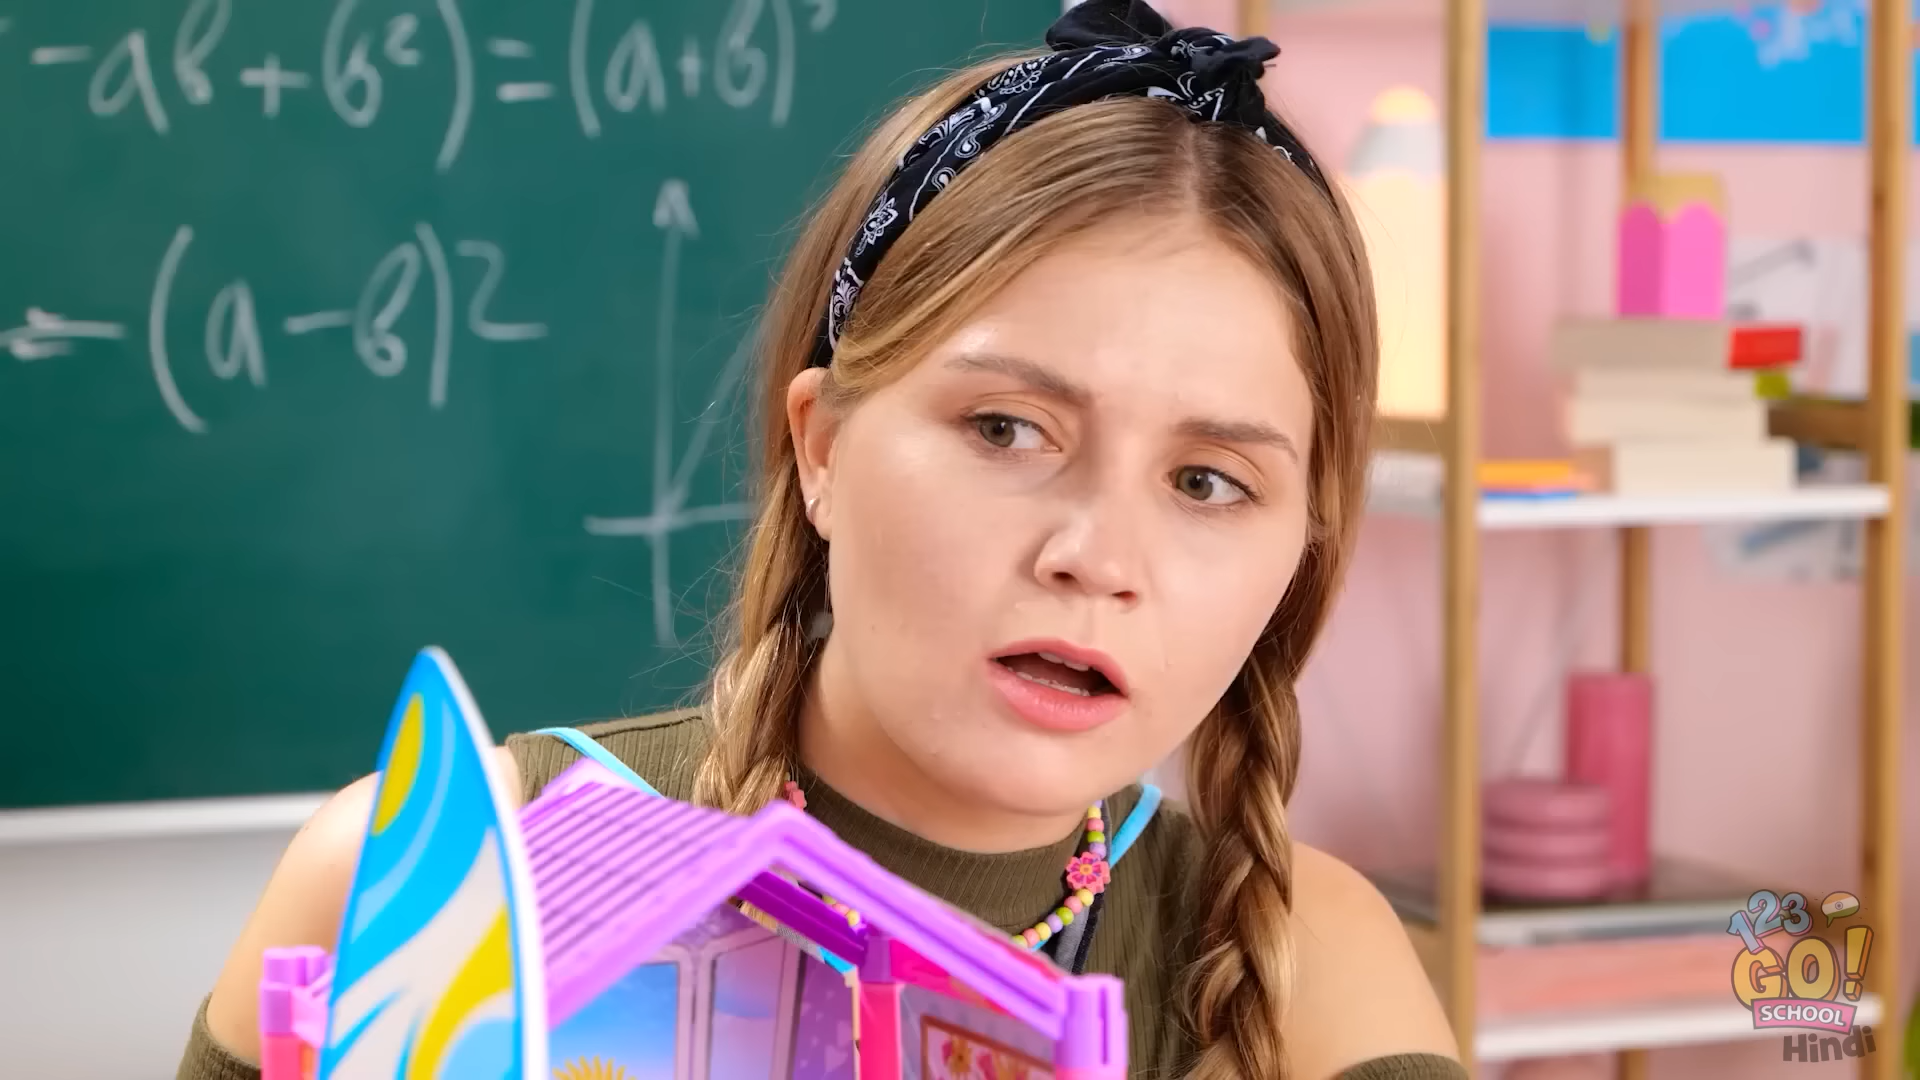 -ab+b²)=(a+b)³
=(a-b)²
123
GO!
SCHOOL
Hindi